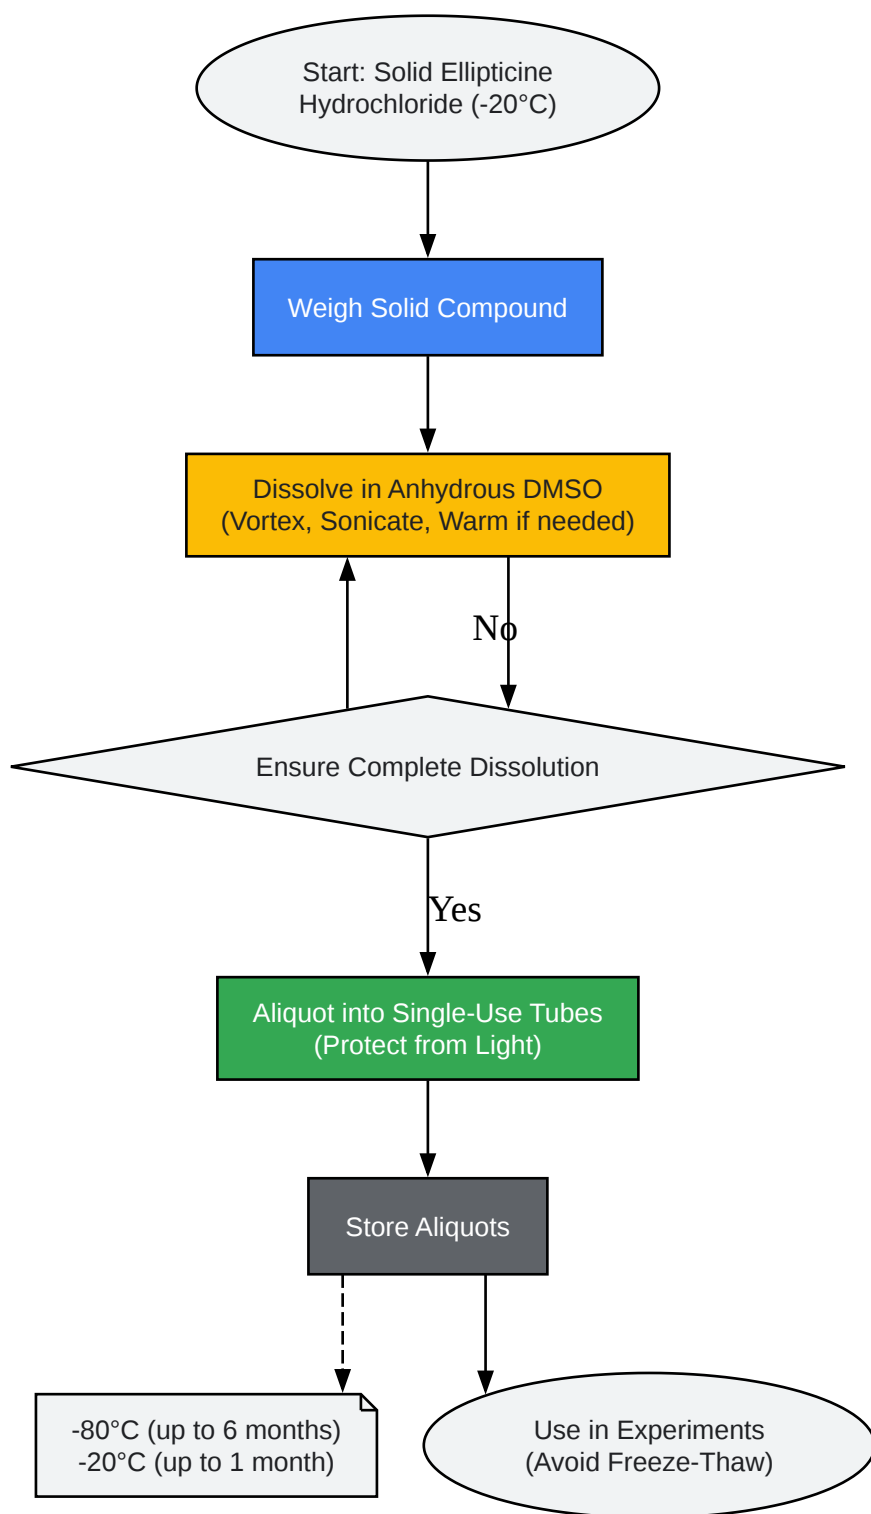 Start: Solid Ellipticine
Hydrochloride (-20°C)
Weigh Solid Compound
Dissolve in Anhydrous DMSO
(Vortex, Sonicate, Warm if needed)
No
Ensure Complete Dissolution
Yes
Aliquot into Single-Use Tubes
(Protect from Light)
Store Aliquots
-80°C (up to 6 months)
-20°C (up to 1 month)
Use in Experiments
(Avoid Freeze-Thaw)